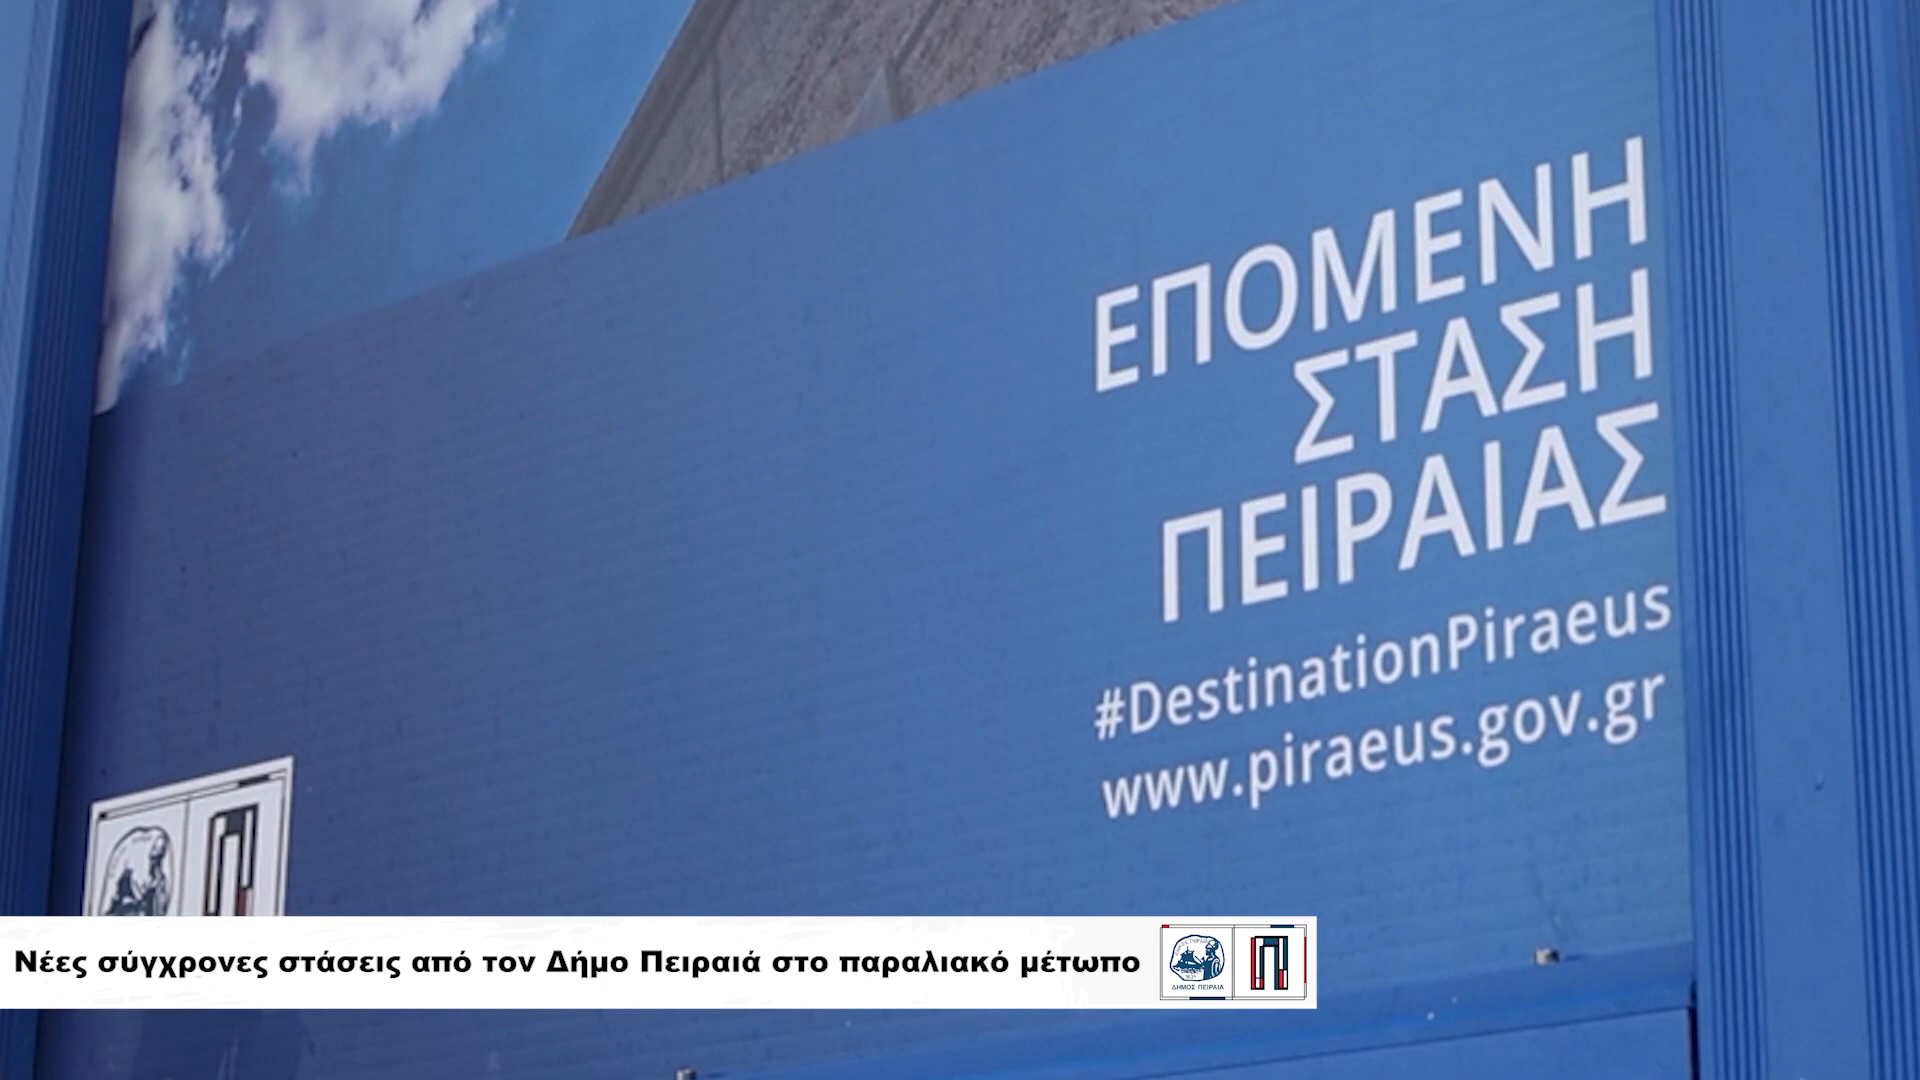 ΕΠΟΜΕΝΗ
ΣΤΑΣΗ
ΠΕΙΡΑΙΑΣ
#DestinationPiraeus
www.piraeus.gov.gr
Νέες σύγχρονες στάσεις από τον Δήμο Πειραιά στο παραλιακό μέτωπο
ΔΗΜΟΣ ΠΕΙΡΑΙΑ